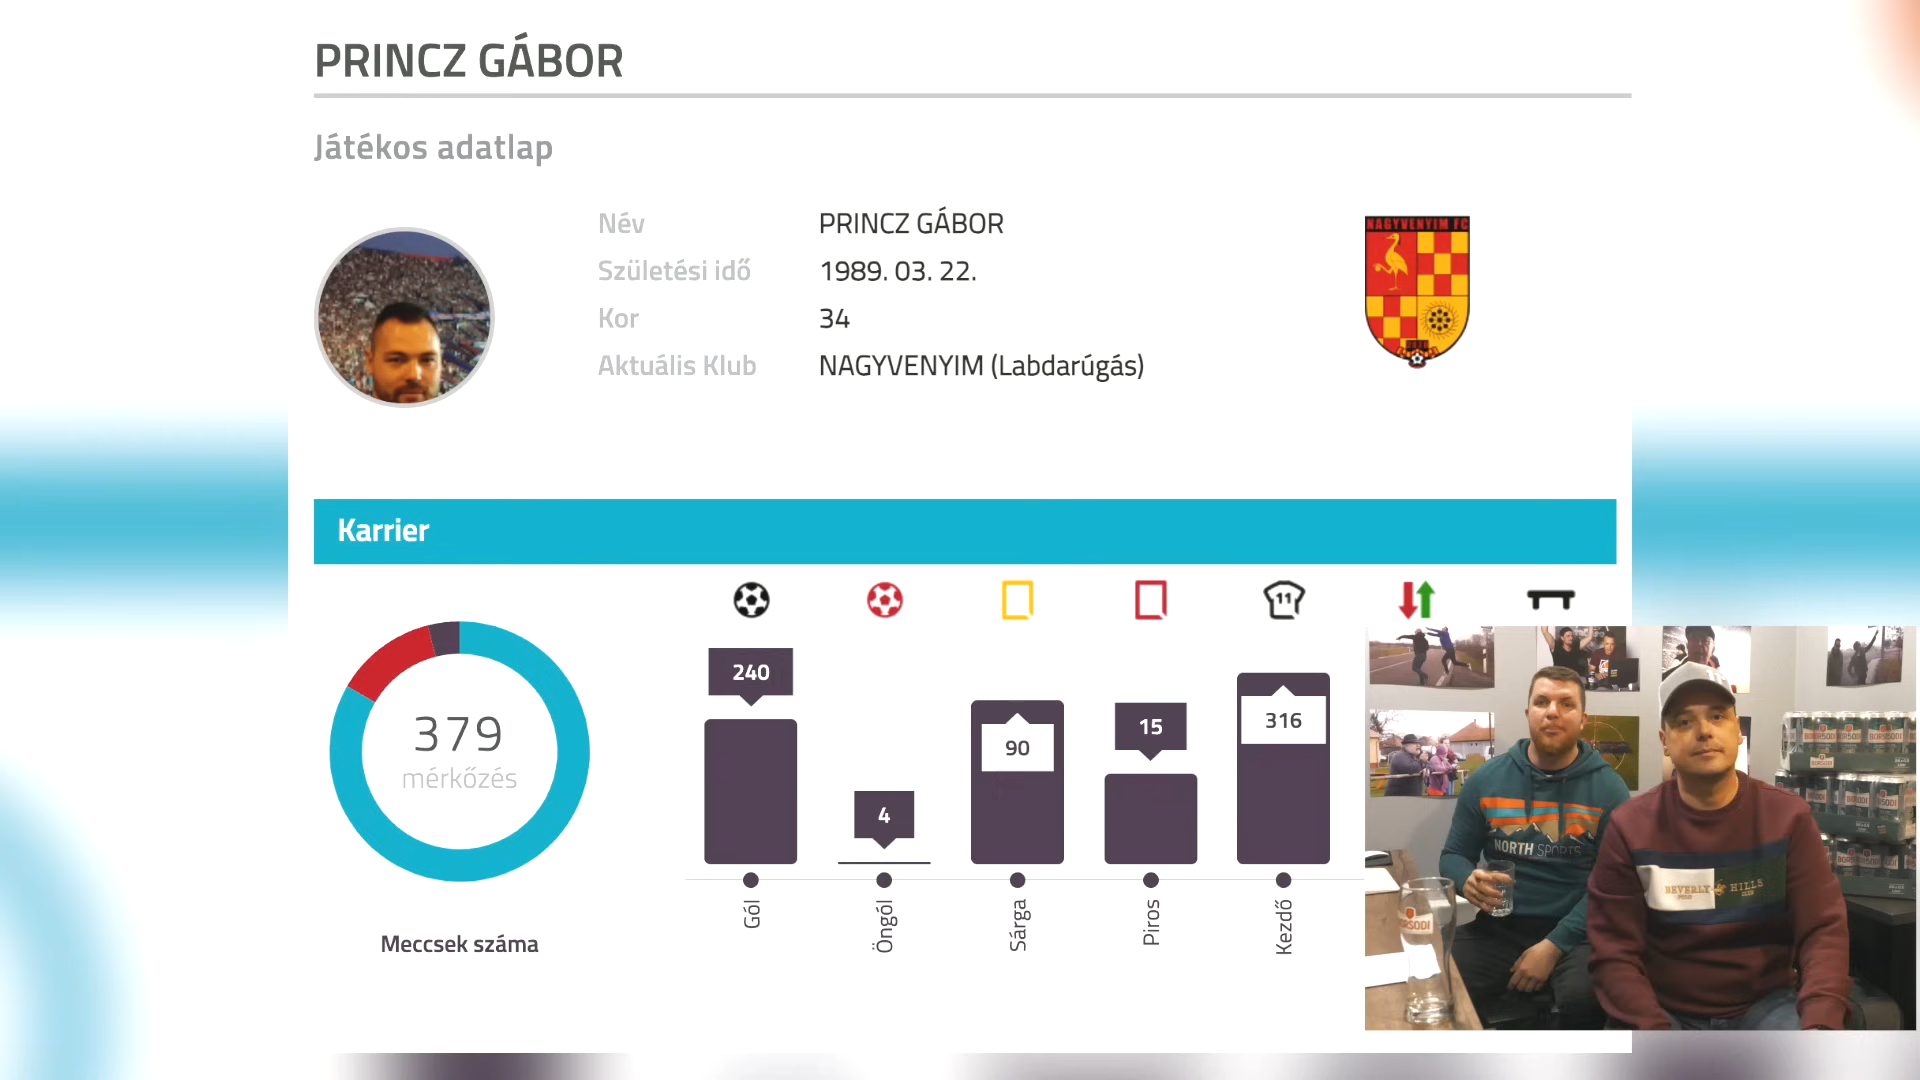 PRINCZ GÁBOR
Játékos adatlap
Név PRINCZ GÁBOR
Születési idő 1989. 03. 22.
Kor 34
Aktuális Klub NAGYVENYIM (Labdarúgás)
NAGYVENYIM FC
Karrier
11
240
4
90
15
316
379
mérkőzés
Meccsek száma
Gól
Öngól
Sárga
Piros
Kezdő
NORTH SPORTS
BEVERLY HILLS
BORSODI